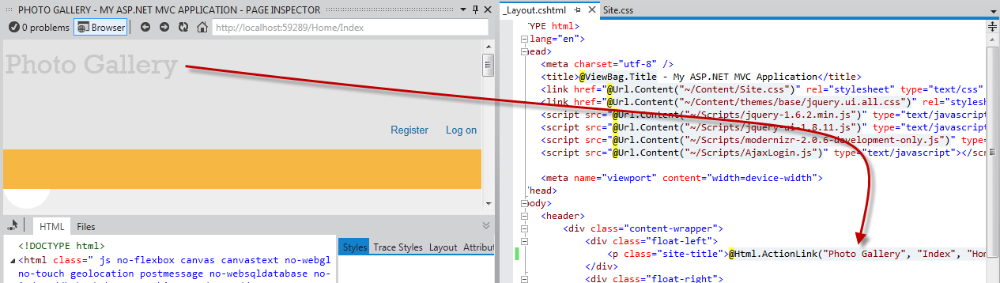 PHOTO GALLERY - MY ASP.NET MVC APPLICATION - PAGE INSPECTOR
0 problems Browser http://localhost:59289/Home/Index
Photo Gallery
Register Log on
HTML Files
<!DOCTYPE html>
<html class=" js no-flexbox canvas canvastext no-webgl
no-touch geolocation postmessage no-websqldatabase no-
Styles Trace Styles Layout Attribut
_Layout.cshtml Site.css
YPE html>
lang="en">
ead>
<meta charset="utf-8" />
<title>@ViewBag.Title - My ASP.NET MVC Application</title>
<link href="@Url.Content("~/Content/Site.css")" rel="stylesheet" type="text/css"
<link href="@Url.Content("~/Content/themes/base/jquery.ui.all.css")" rel="stylesh
<script src="@Url.Content("~/Scripts/jquery-1.6.2.min.js")" type="text/javascript
<script src="@Url.Content("~/Scripts/jquery-ui-1.8.11.js")" type="text/javascript
<script src="@Url.Content("~/Scripts/modernizr-2.0.6-development-only.js")" type=
<script src="@Url.Content("~/Scripts/AjaxLogin.js")" type="text/javascript"></scr
<meta name="viewport" content="width=device-width">
head>
body>
<header>
<div class="content-wrapper">
<div class="float-left">
<p class="site-title">@Html.ActionLink("Photo Gallery", "Index", "Hom
</div>
<div class="float-right">